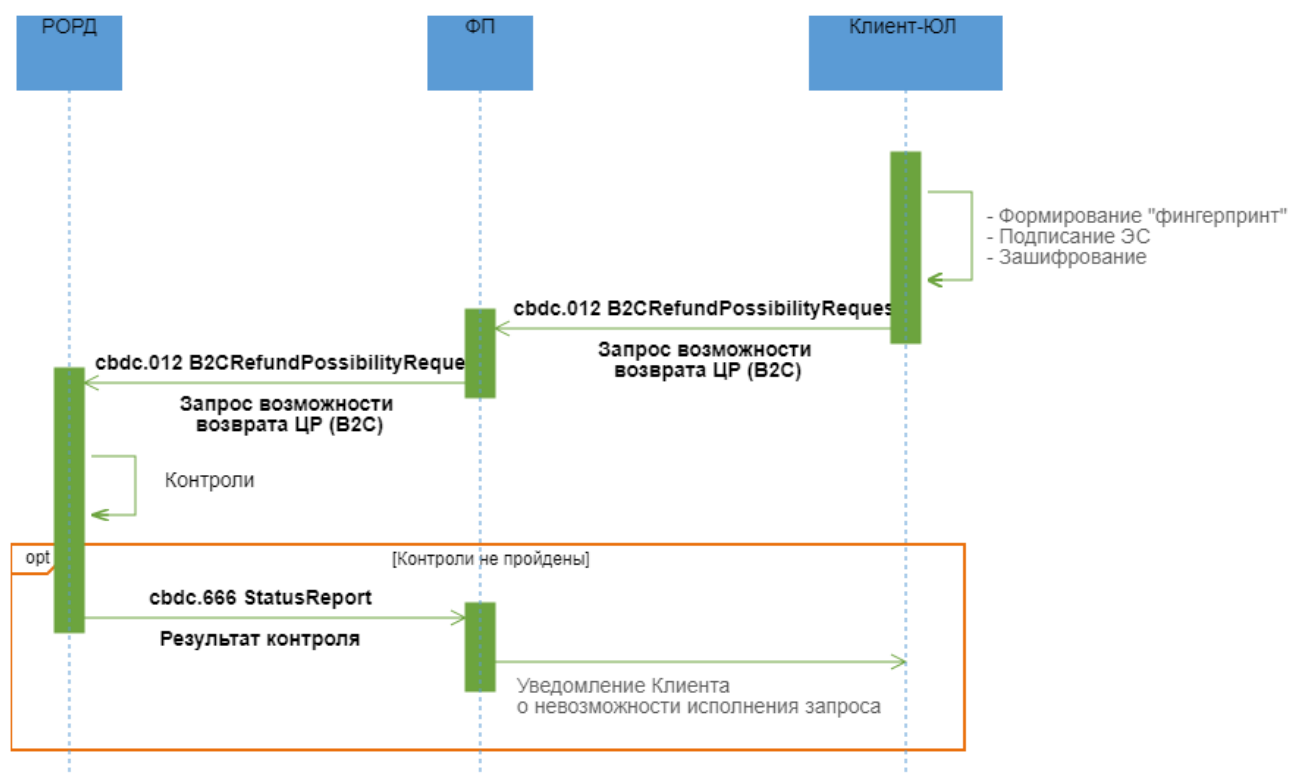 РОРД
ФП
Клиент-ЮЛ
- Формирование "фингерпринт"
- Подписание ЭС
- Зашифрование
cbdc.012 B2CRefundPossibilityReques
Запрос возможности
возврата ЦР (B2C)
cbdc.012 B2CRefundPossibilityReque
Запрос возможности
возврата ЦР (B2C)
Контроли
opt
[Контроли не пройдены]
cbdc.666 StatusReport
Результат контроля
Уведомление Клиента
о невозможности исполнения запроса